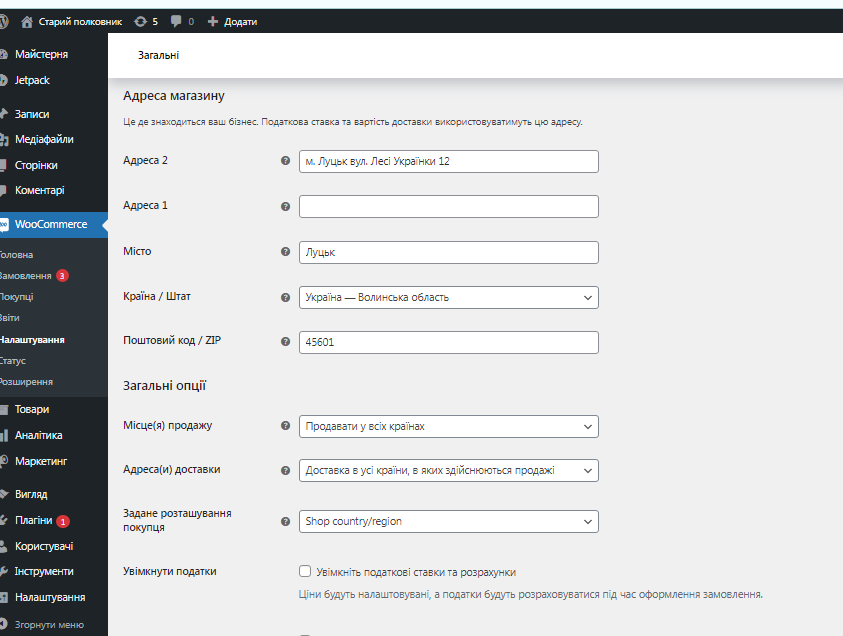 Старий полковник 5 0 Додати
Майстерня
Jetpack
Записи
Медіафайли
Сторінки
Коментарі
WooCommerce
Головна
Замовлення 3
Покупці
Звіти
Налаштування
Статус
Розширення
Товари
Аналітика
Маркетинг
Вигляд
Плагіни 1
Користувачі
Інструменти
Налаштування
Згорнути меню
Загальні
Адреса магазину
Це де знаходиться ваш бізнес. Податкова ставка та вартість доставки використовуватимуть цю адресу.
Адреса 2 м. Луцьк вул. Лесі Українки 12
Адреса 1
Місто Луцьк
Країна / Штат Україна — Волинська область
Поштовий код / ZIP 45601
Загальні опції
Місце(я) продажу Продавати у всіх країнах
Адреса(и) доставки Доставка в усі країни, в яких здійснюються продажі
Задане розташування
покупця Shop country/region
Увімкнути податки Увімкніть податкові ставки та розрахунки
Ціни будуть налаштовувані, а податки будуть розраховуватися під час оформлення замовлення.